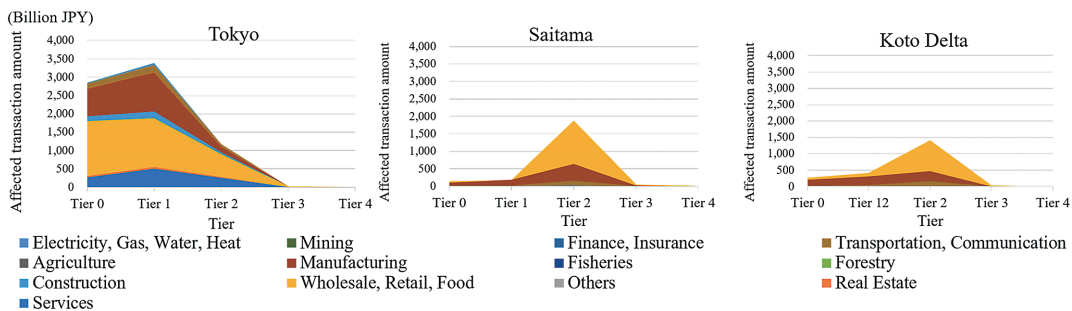 (Billion JPY)
Tokyo
Affected transaction amount
4,000
3,500
3,000
2,500
2,000
1,500
1,000
500
0
Tier 0 Tier 1 Tier 2 Tier 3 Tier 4
Tier
Saitama
Affected transaction amount
4,000
3,500
3,000
2,500
2,000
1,500
1,000
500
0
Tier 0 Tier 1 Tier 2 Tier 3 Tier 4
Tier
Koto Delta
Affected transaction amount
4,000
3,500
3,000
2,500
2,000
1,500
1,000
500
0
Tier 0 Tier 12 Tier 2 Tier 3 Tier 4
Tier
Electricity, Gas, Water, Heat Mining Finance, Insurance Transportation, Communication
Agriculture Manufacturing Fisheries Forestry
Construction Wholesale, Retail, Food Others Real Estate
Services